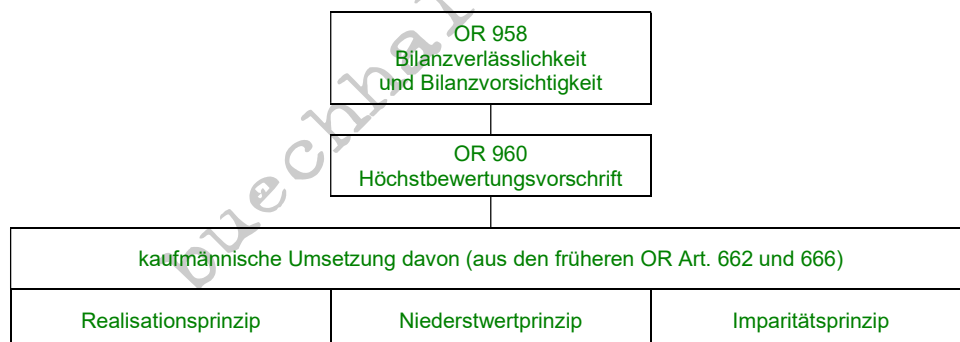 OR 958
Bilanzverlässlichkeit
und Bilanzvorsichtigkeit
OR 960
Höchstbewertungsvorschrift
kaufmännische Umsetzung davon (aus den früheren OR Art. 662 und 666)
Realisationsprinzip
Niederstwertprinzip
Imparitätsprinzip